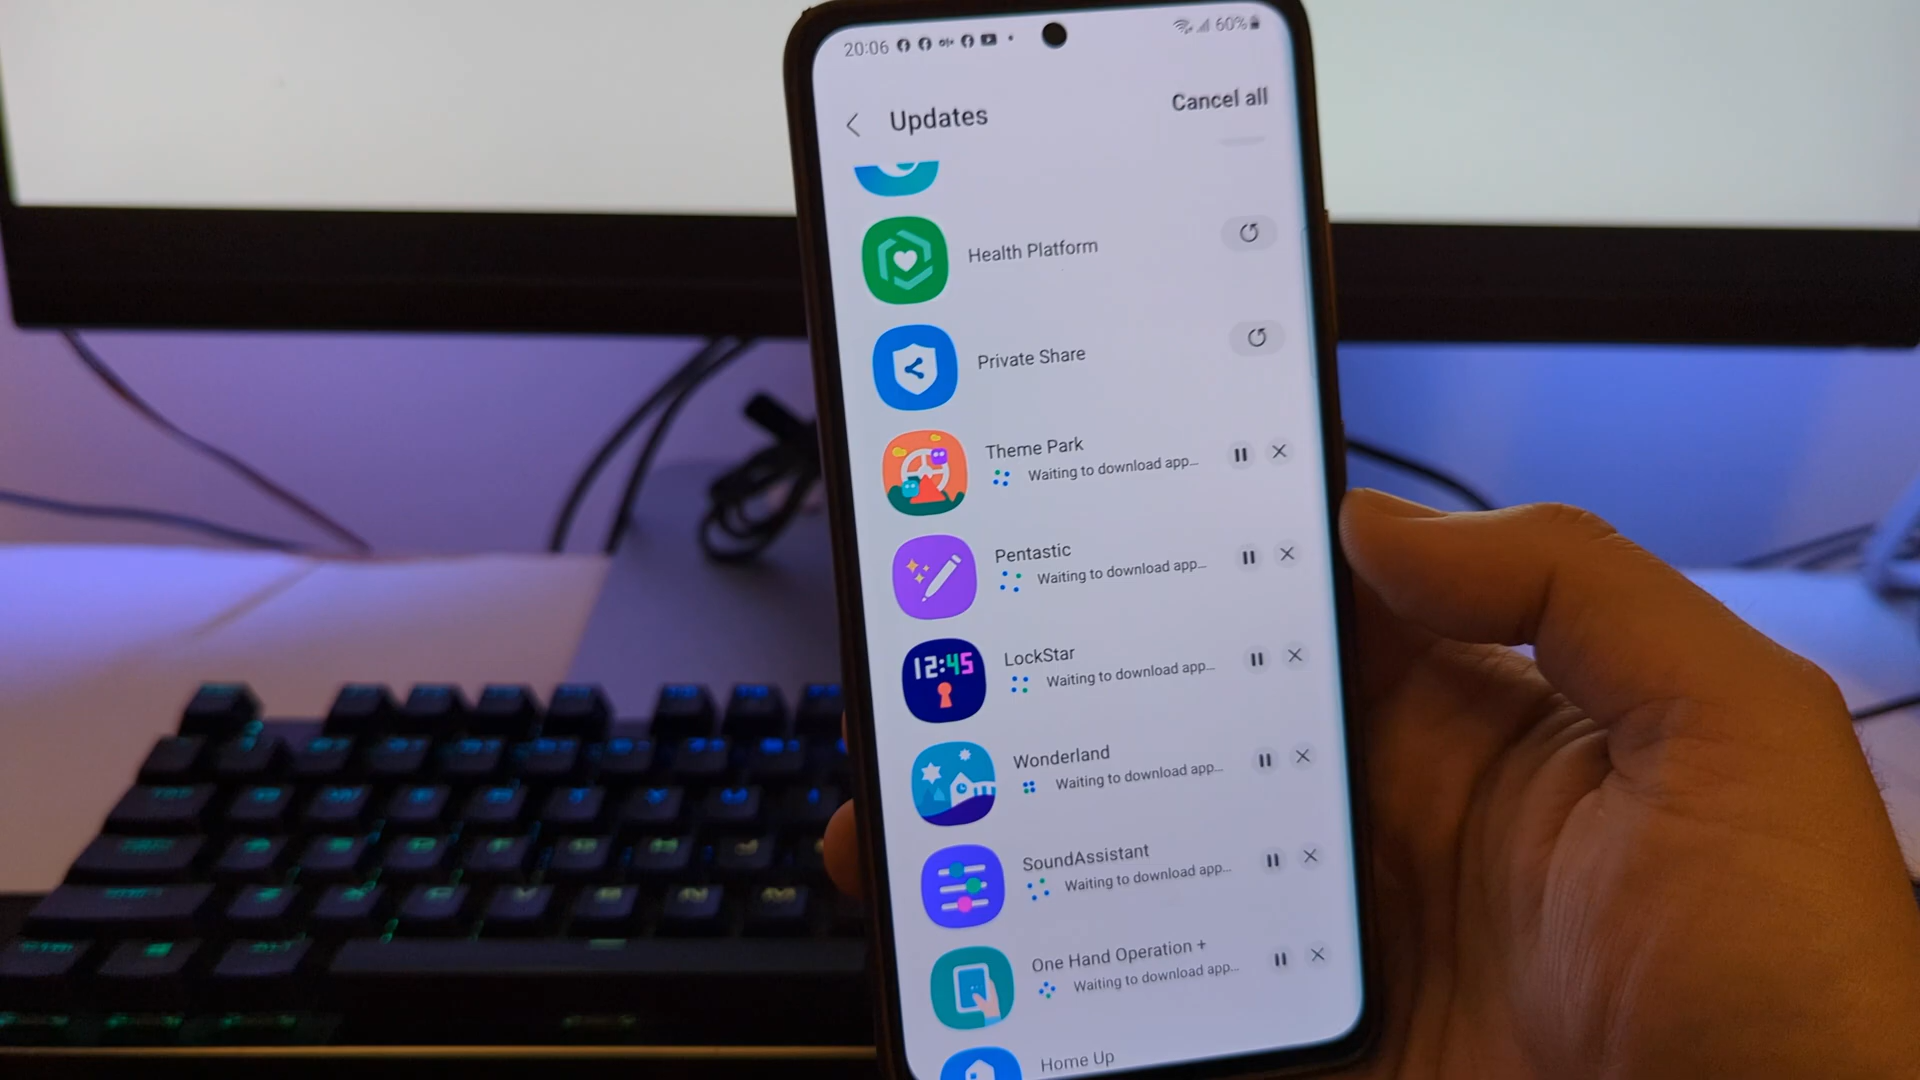 20:06
60%
Updates
Cancel all
Health Platform
Private Share
Theme Park
Waiting to download app...
Pentastic
Waiting to download app...
12:45
LockStar
Waiting to download app...
Wonderland
Waiting to download app...
SoundAssistant
Waiting to download app...
One Hand Operation +
Waiting to download app...
Home Up